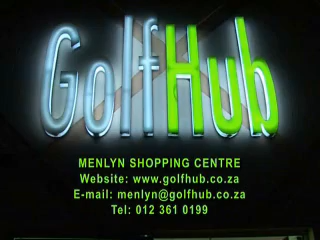 GolfHub
MENLYN SHOPPING CENTRE
Website: www.golfhub.co.za
E-mail: menlyn@golfhub.co.za
Tel: 012 361 0199